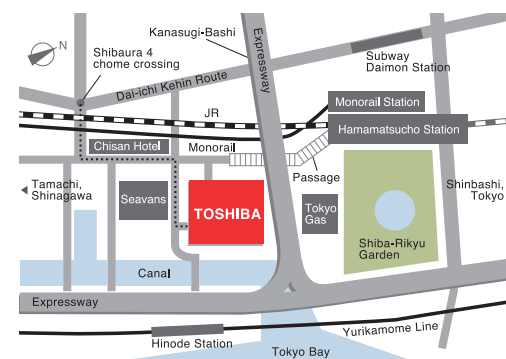 N
Kanasugi-Bashi
Shibaura 4
chome crossing
Expressway
Subway
Daimon Station
Dai-ichi Kehin Route
Monorail Station
JR
Hamamatsucho Station
Chisan Hotel
Monorail
Passage
Tamachi,
Shinagawa
Seavans
TOSHIBA
Tokyo
Gas
Shinbashi,
Tokyo
Shiba-Rikyu
Garden
Canal
Expressway
Hinode Station
Yurikamome Line
Tokyo Bay